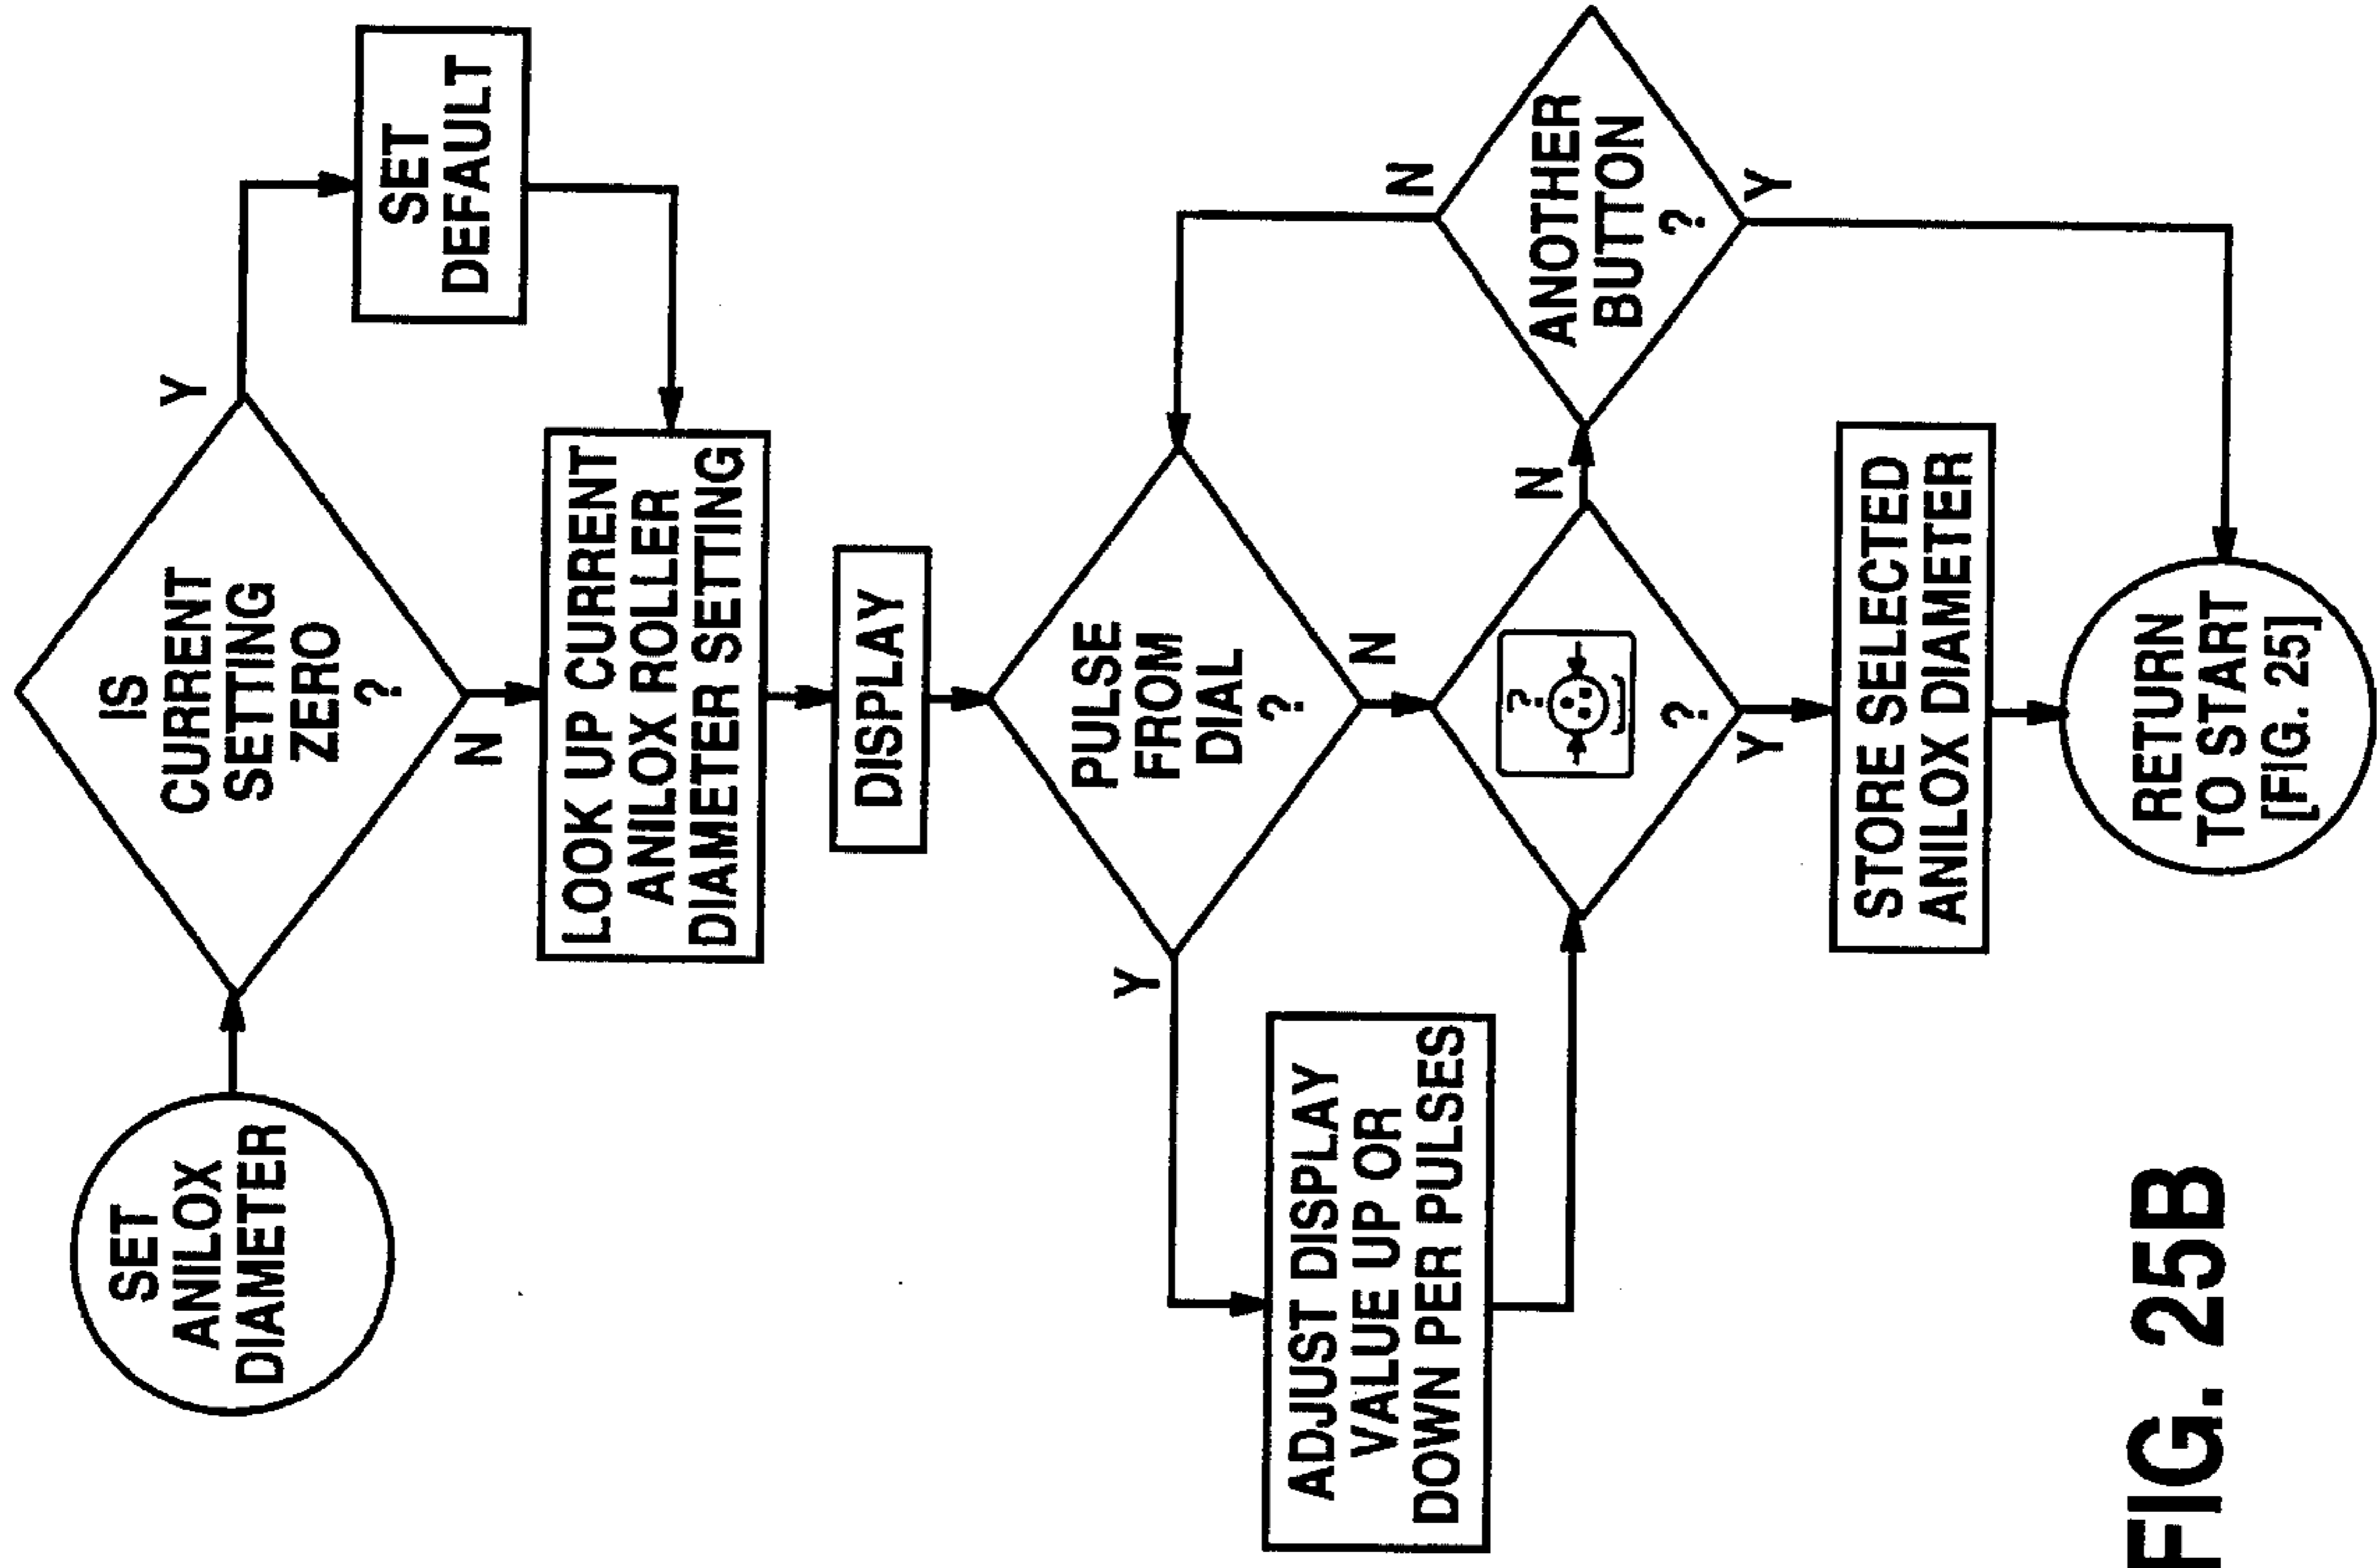 SET
ANILOX
DIAMETER
IS
CURRENT
SETTING
ZERO
?
Y
N
SET
DEFAULT
LOOK UP CURRENT
ANILOX ROLLER
DIAMETER SETTING
DISPLAY
PULSE
FROM
DIAL
?
Y
N
ADJUST DISPLAY
VALUE UP OR
DOWN PER PULSES
?
?
N
Y
ANOTHER
BUTTON
?
N
Y
STORE SELECTED
ANILOX DIAMETER
RETURN
TO START
[FIG. 25]
FIG. 25B